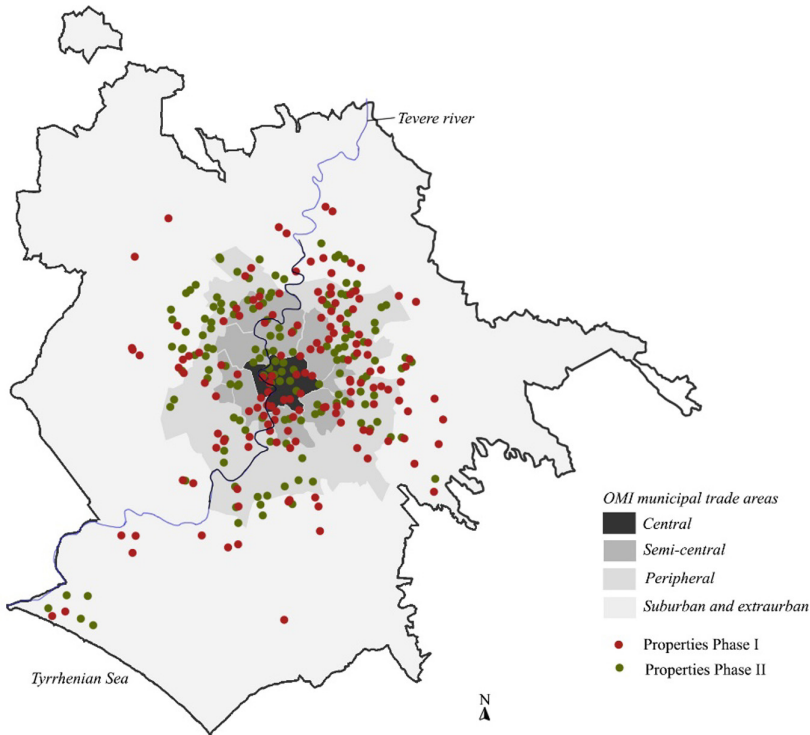 Tevere river
OMI municipal trade areas
Central
Semi-central
Peripheral
Suburban and extraurban
Properties Phase I
Properties Phase II
Tyrrhenian Sea
N